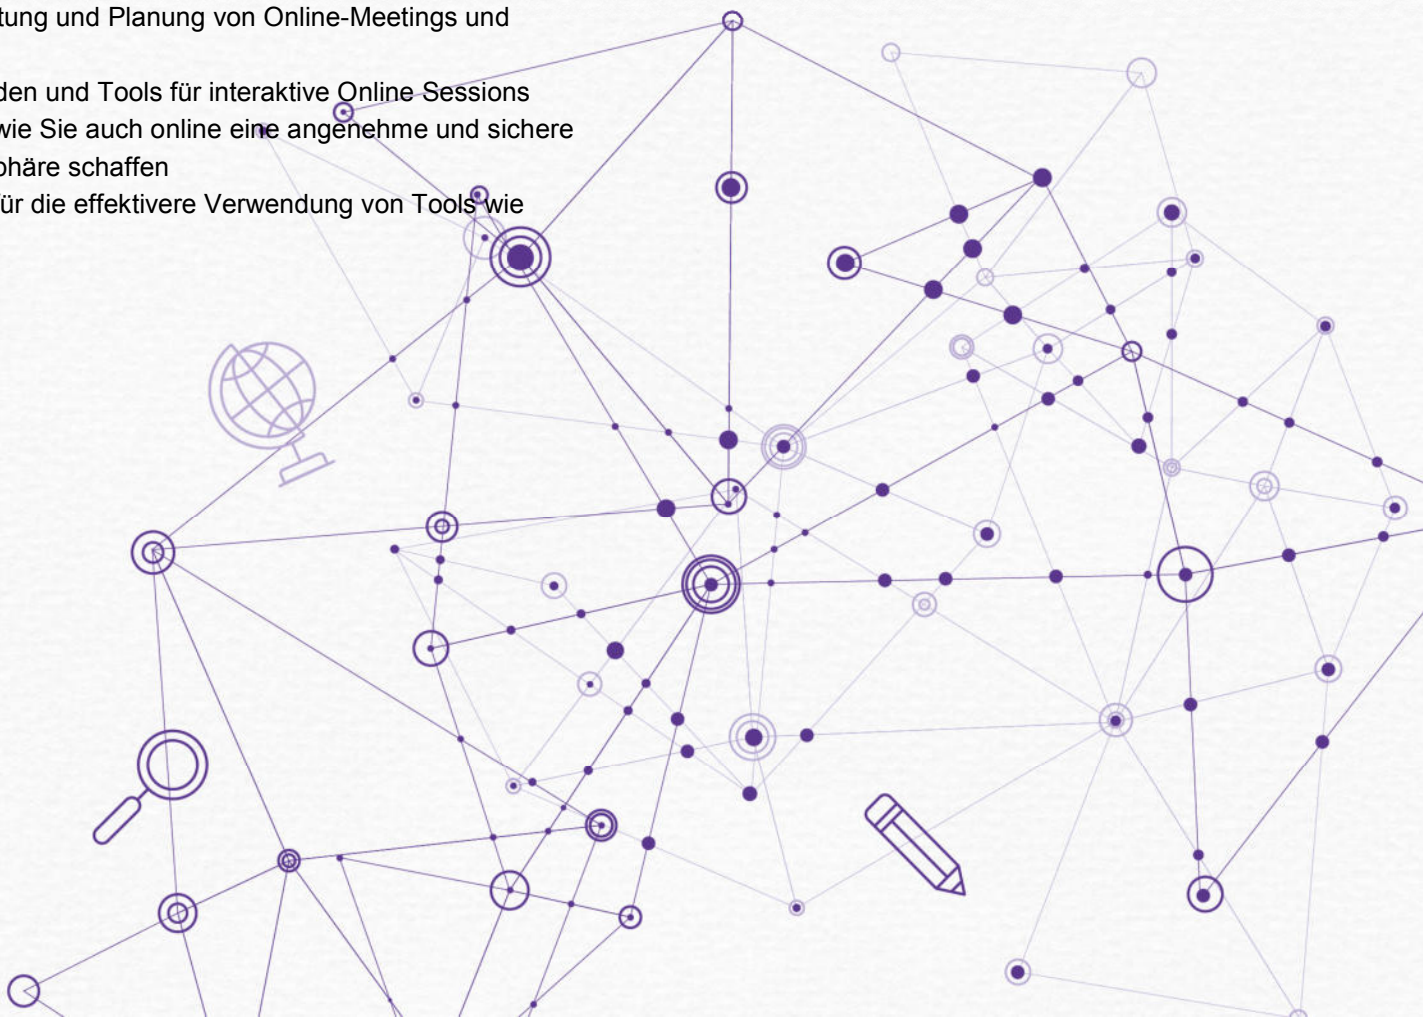 tung und Planung von Online-Meetings und
den und Tools für interaktive Online Sessions
wie Sie auch online eine angenehme und sichere
phäre schaffen
für die effektivere Verwendung von Tools wie